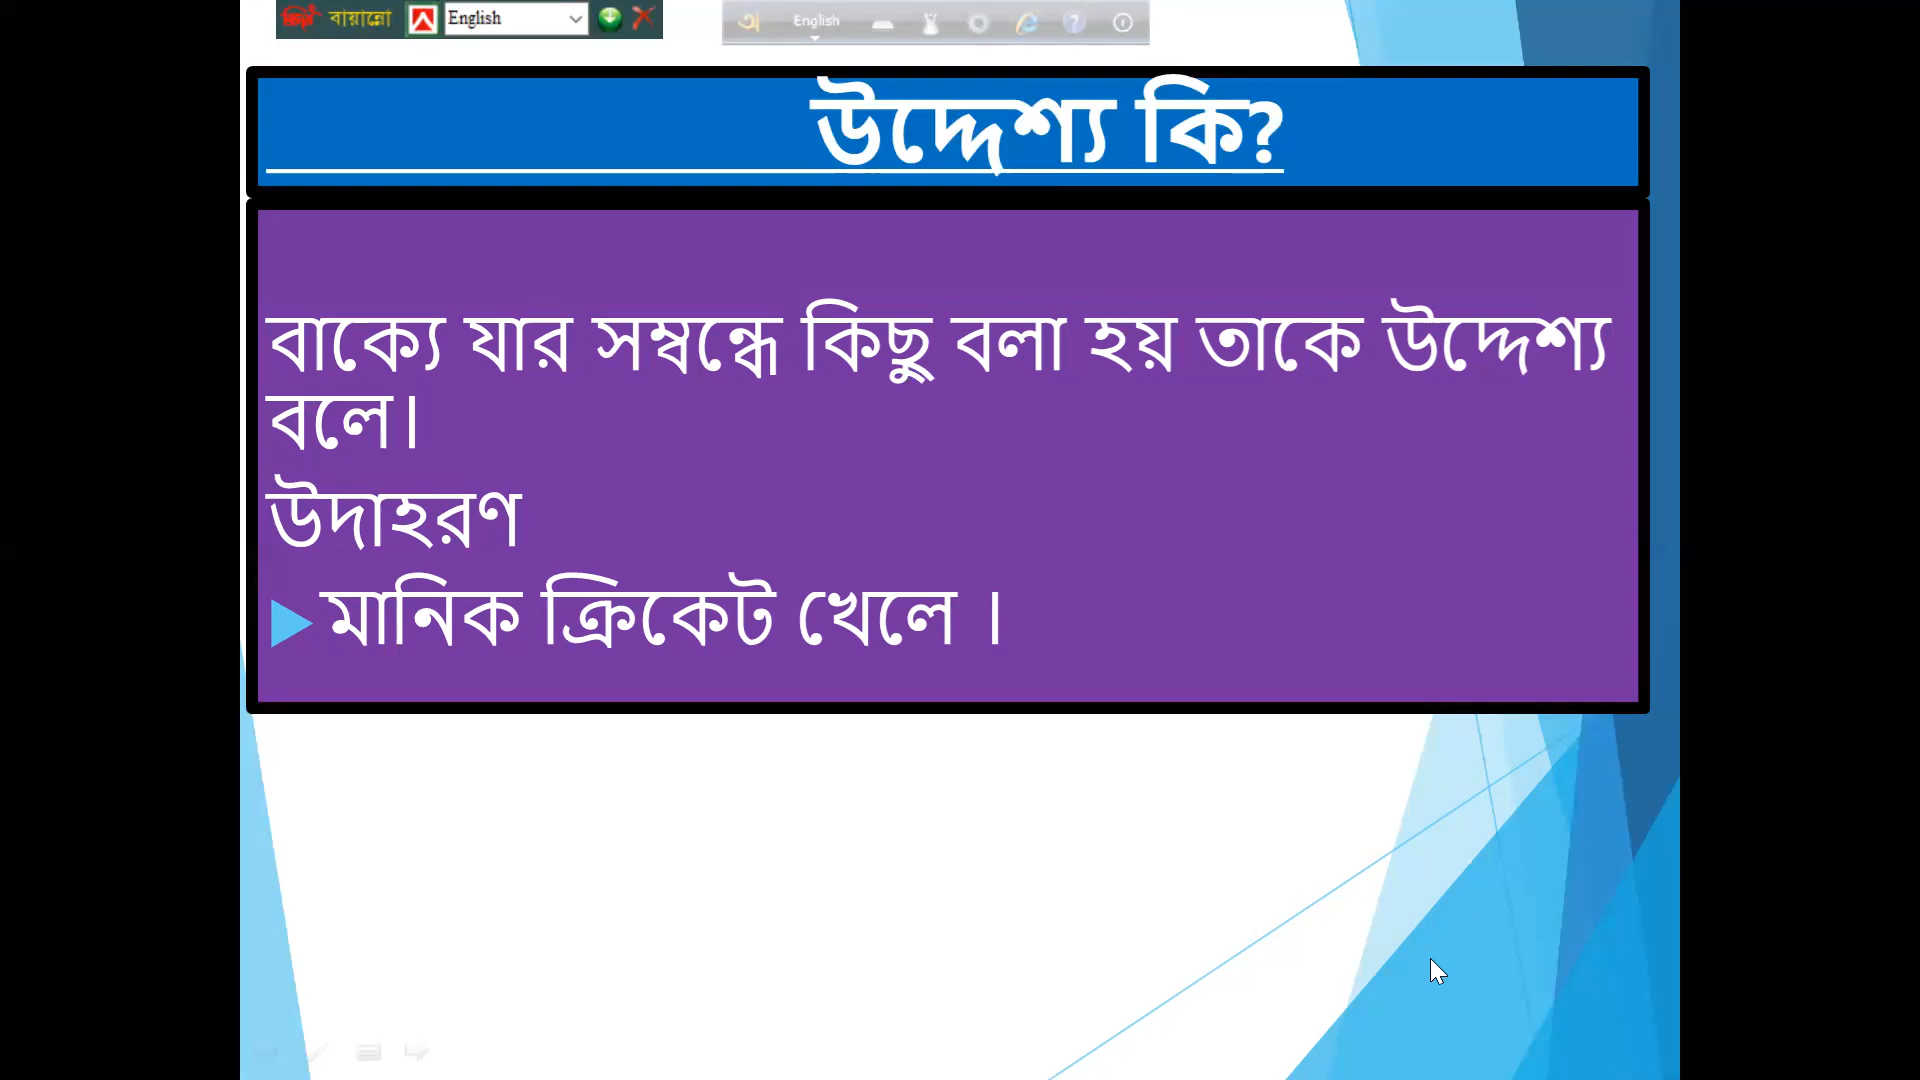 বায়ান্নো English English
উদ্দেশ্য কি?
বাক্যে যার সম্বন্ধে কিছু বলা হয় তাকে উদ্দেশ্য
বলে।
উদাহরণ
মানিক ক্রিকেট খেলে ।